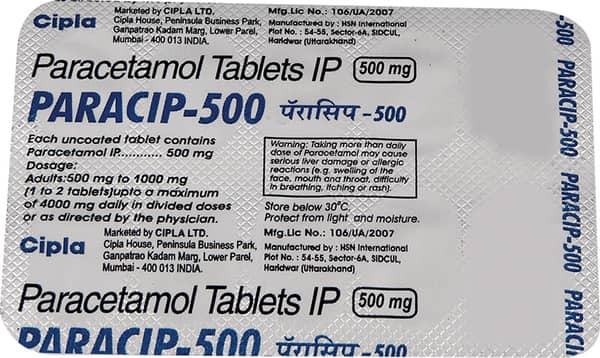 Cipla
Marketed by CIPLA LTD.
Cipla House, Peninsula Business Park,
Ganpatrao Kadam Marg, Lower Parel,
Mumbai - 400 013 INDIA.
Mfg.Lic No.: 106/UA/2007
Manufactured by : HSN International
Plot No. : 54-55, Sector-6A, SIDCUL,
Haridwar (Uttarakhand)
Paracetamol Tablets IP 500 mg
PARACIP-500 पॅरासिप -500
Each uncoated tablet contains
Paracetamol IP............ 500 mg
Dosage:
Adults:500 mg to 1000 mg
(1 to 2 tablets)upto a maximum
of 4000 mg daily in divided doses
or as directed by the physician.
Warning: Taking more than daily
dose of Paracetamol may cause
serious liver damage or allergic
reactions (e.g. swelling of the
face, mouth and throat, difficulty
in breathing, itching or rash).
Store below 30°C.
Protect from light and moisture.
Cipla
Marketed by CIPLA LTD.
Cipla House, Peninsula Business Park,
Ganpatrao Kadam Marg, Lower Parel,
Mumbai - 400 013 INDIA.
Mfg.Lic No.: 106/UA/2007
Manufactured by : HSN International
Plot No. : 54-55, Sector-6A, SIDCUL,
Haridwar (Uttarakhand)
Paracetamol Tablets IP 500 mg
PARACIP-500 पॅरासिप -500
-500
PARACIP-500
PARACI